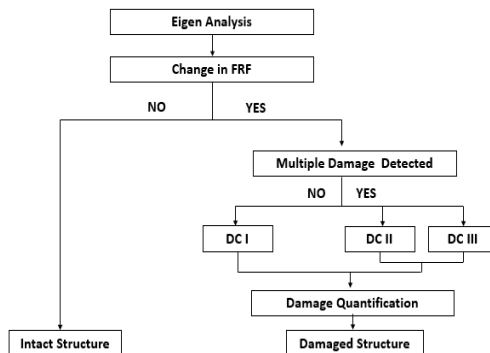 Eigen Analysis
Change in FRF
NO YES
Multiple Damage Detected
NO YES
DC I DC II DC III
Damage Quantification
Intact Structure Damaged Structure